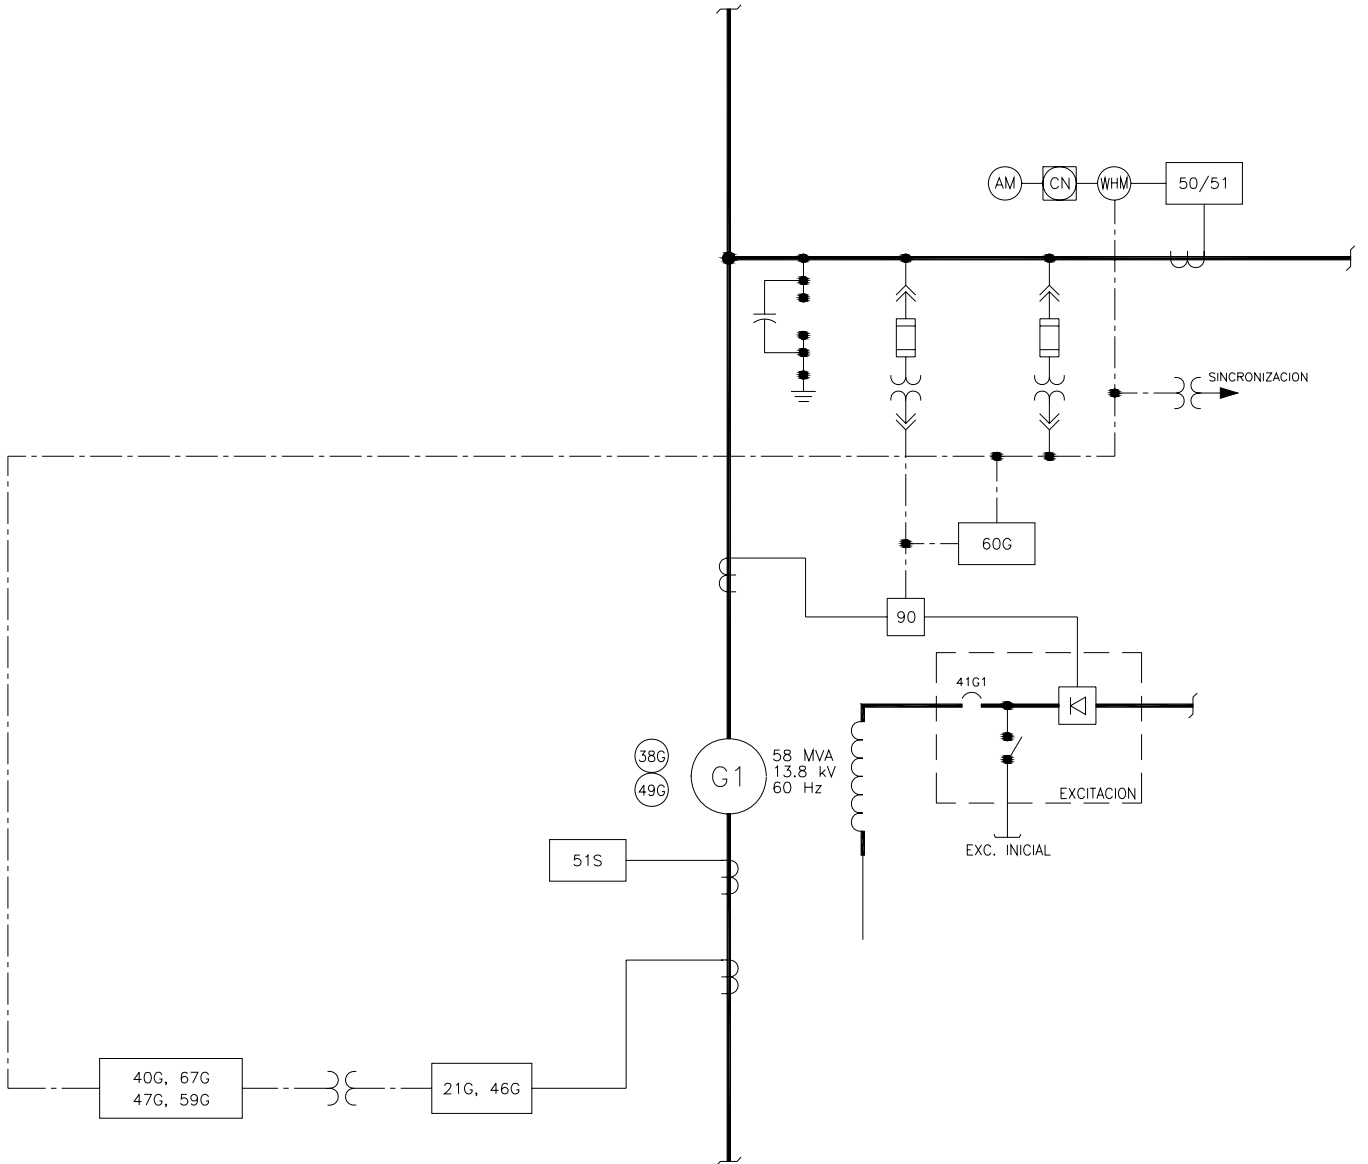 AM
CN
WHM
50/51
SINCRONIZACION
60G
90
41G1
38G
49G
G1
58 MVA
13.8 kV
60 Hz
EXCITACION
EXC. INICIAL
51S
40G, 67G
47G, 59G
21G, 46G